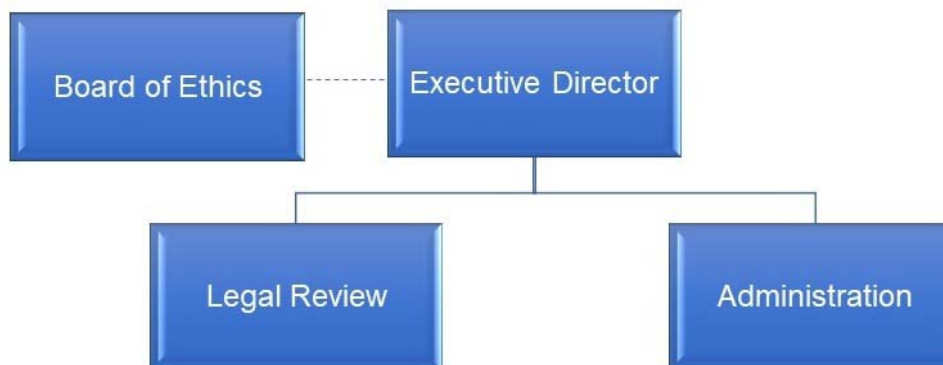 Board of Ethics
Executive Director
Legal Review
Administration